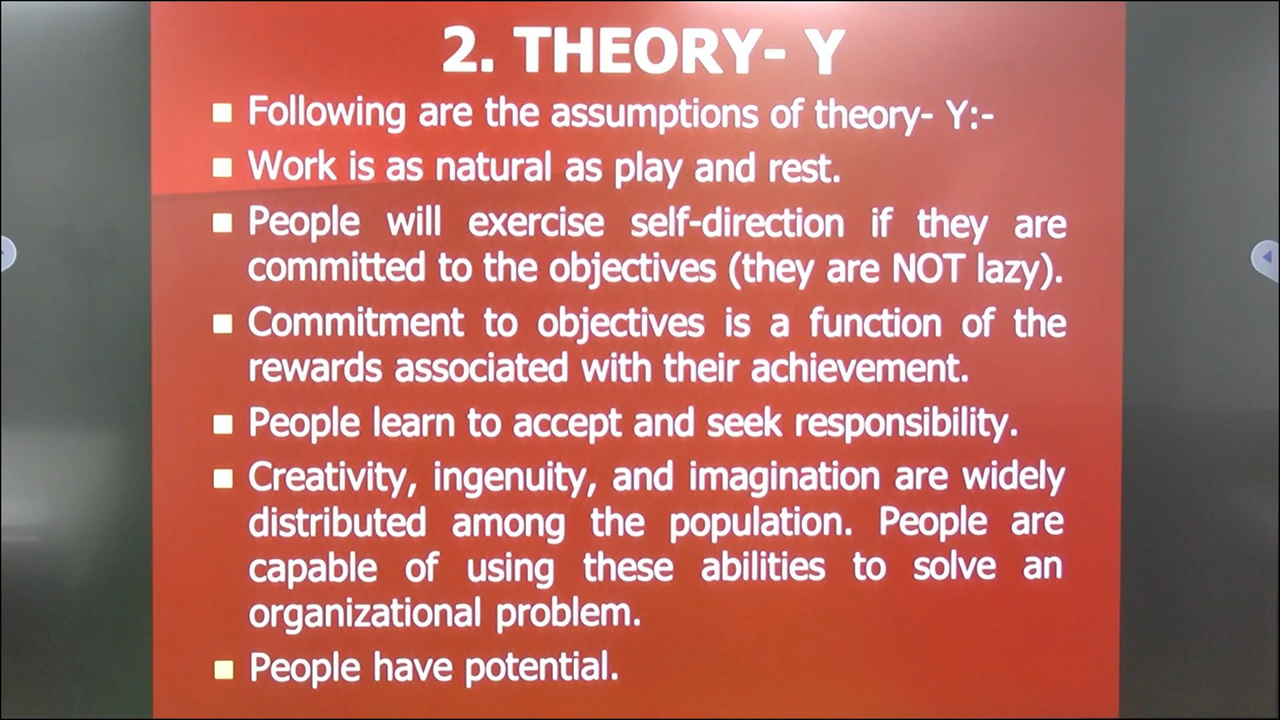 2. THEORY- Y
■ Following are the assumptions of theory- Y:-
■ Work is as natural as play and rest.
■ People will exercise self-direction if they are
committed to the objectives (they are NOT lazy).
■ Commitment to objectives is a function of the
rewards associated with their achievement.
■ People learn to accept and seek responsibility.
■ Creativity, ingenuity, and imagination are widely
distributed among the population. People are
capable of using these abilities to solve an
organizational problem.
■ People have potential.